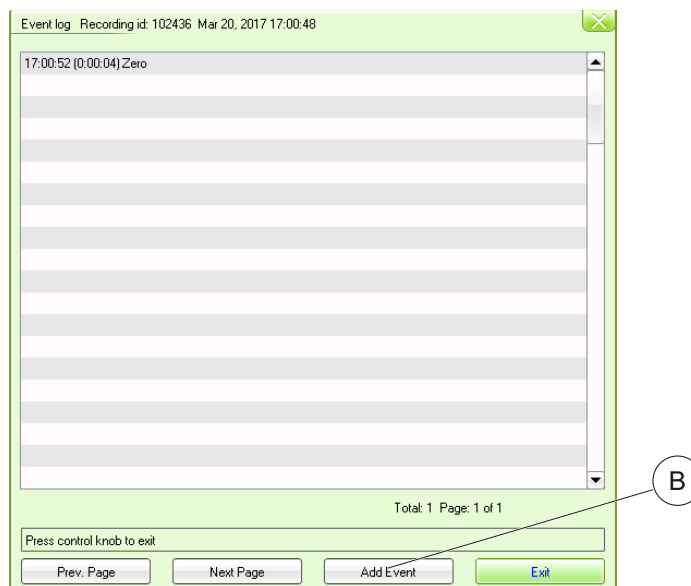 Event log Recording id: 102436 Mar 20, 2017 17:00:48
17:00:52 (0:00:04) Zero
B
Total: 1 Page: 1 of 1
Press control knob to exit
Prev. Page Next Page Add Event Exit